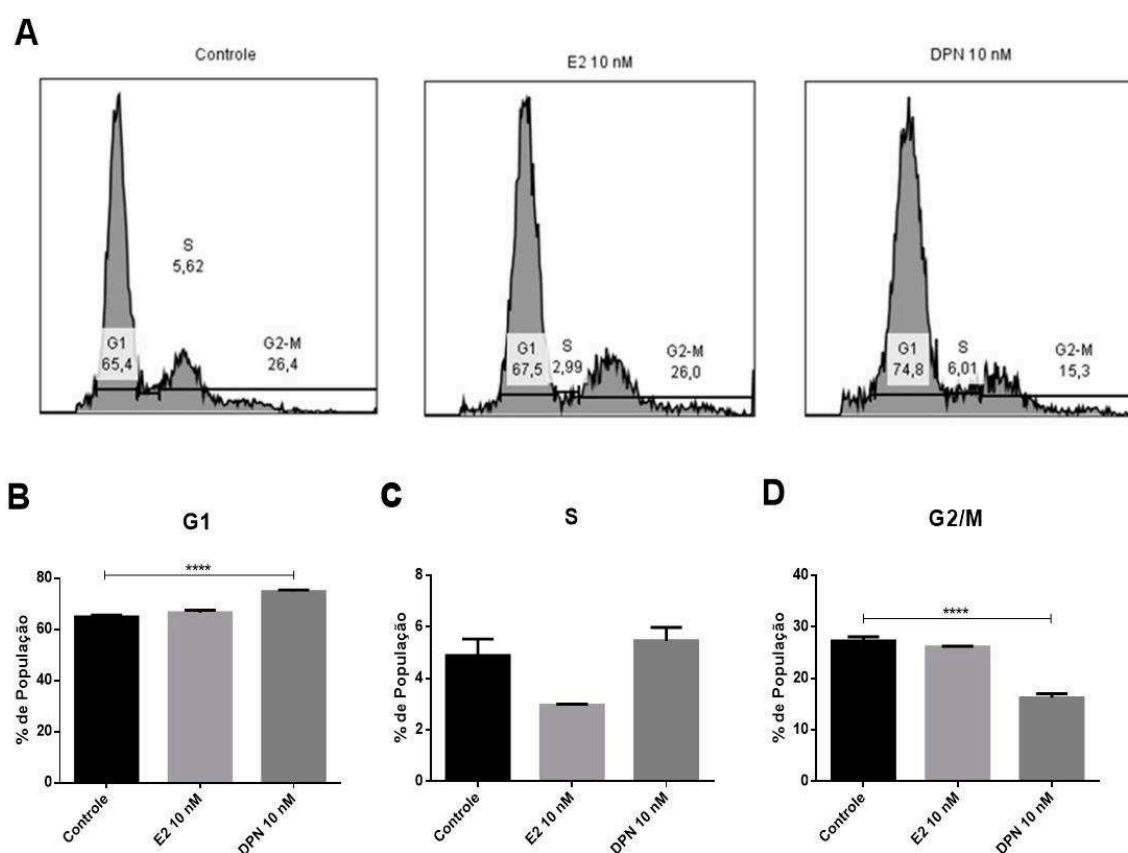 A
Controle
E2 10 nM
DPN 10 nM
S
5,62
G1
65,4
G2-M
26,4
G1
67,5
S
2,99
G2-M
26,0
G1
74,8
S
6,01
G2-M
15,3
B
G1
****
% de População
80
60
40
20
0
Controle
E2 10 nM
DPN 10 nM
C
S
% de População
8
6
4
2
0
Controle
E2 10 nM
DPN 10 nM
D
G2/M
****
% de População
40
30
20
10
0
Controle
E2 10 nM
DPN 10 nM